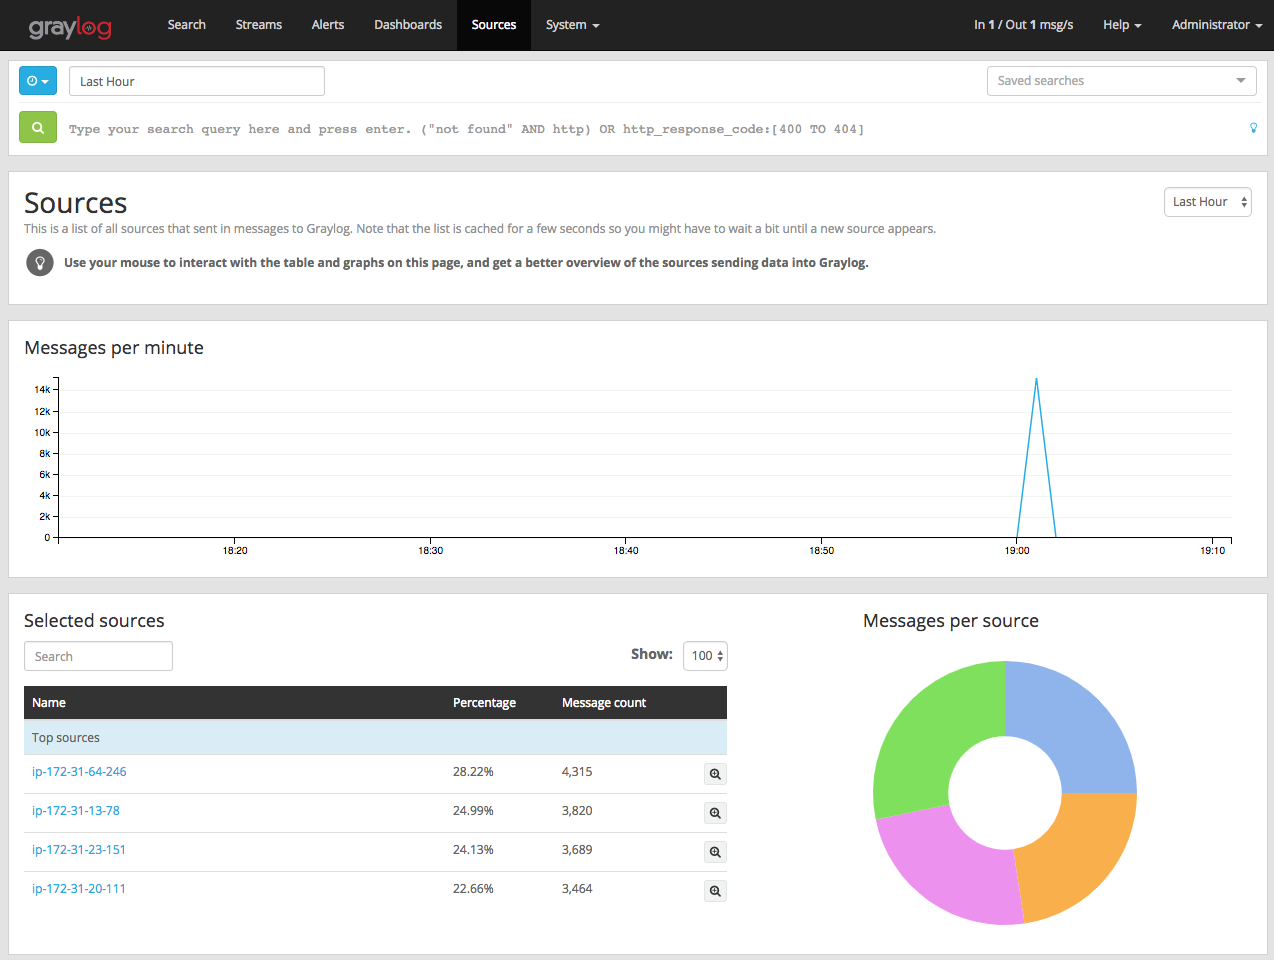 graylog Search Streams Alerts Dashboards Sources System In 1 / Out 1 msg/s Help Administrator
Last Hour Saved searches
Type your search query here and press enter. ("not found" AND http) OR http_response_code:[400 TO 404]
Sources Last Hour
This is a list of all sources that sent in messages to Graylog. Note that the list is cached for a few seconds so you might have to wait a bit until a new source appears.
Use your mouse to interact with the table and graphs on this page, and get a better overview of the sources sending data into Graylog.
Messages per minute
14k
12k
10k
8k
6k
4k
2k
0
18:20 18:30 18:40 18:50 19:00 19:10
Selected sources
Search Show: 100
Name Percentage Message count
Top sources
ip-172-31-64-246 28.22% 4,315
ip-172-31-13-78 24.99% 3,820
ip-172-31-23-151 24.13% 3,689
ip-172-31-20-111 22.66% 3,464
Messages per source